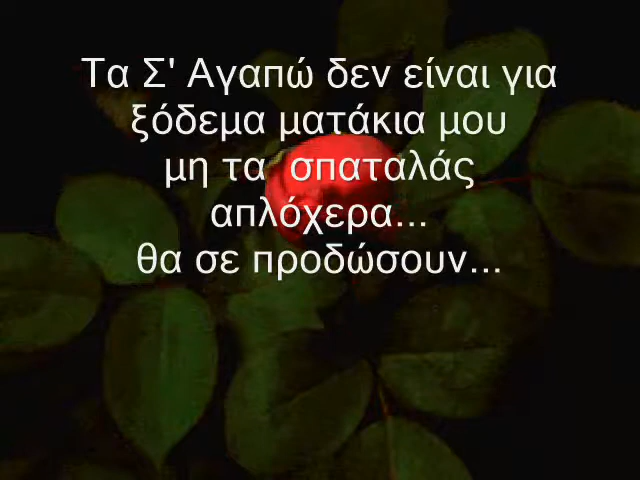 Τα Σ' Αγαπώ δεν είναι για
ξόδεμα ματάκια μου
μη τα σπαταλάς
απλόχερα...
θα σε προδώσουν...